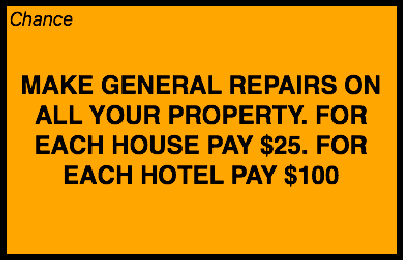 Chance
MAKE GENERAL REPAIRS ON
ALL YOUR PROPERTY. FOR
EACH HOUSE PAY $25. FOR
EACH HOTEL PAY $100